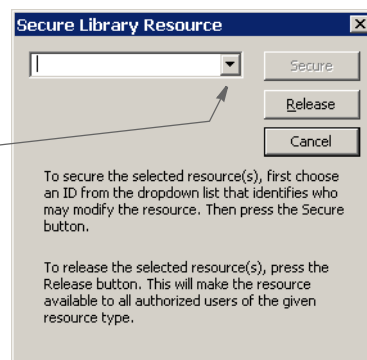 Secure Library Resource
Secure
Release
Cancel
To secure the selected resource(s), first choose
an ID from the dropdown list that identifies who
may modify the resource. Then press the Secure
button.
To release the selected resource(s), press the
Release button. This will make the resource
available to all authorized users of the given
resource type.